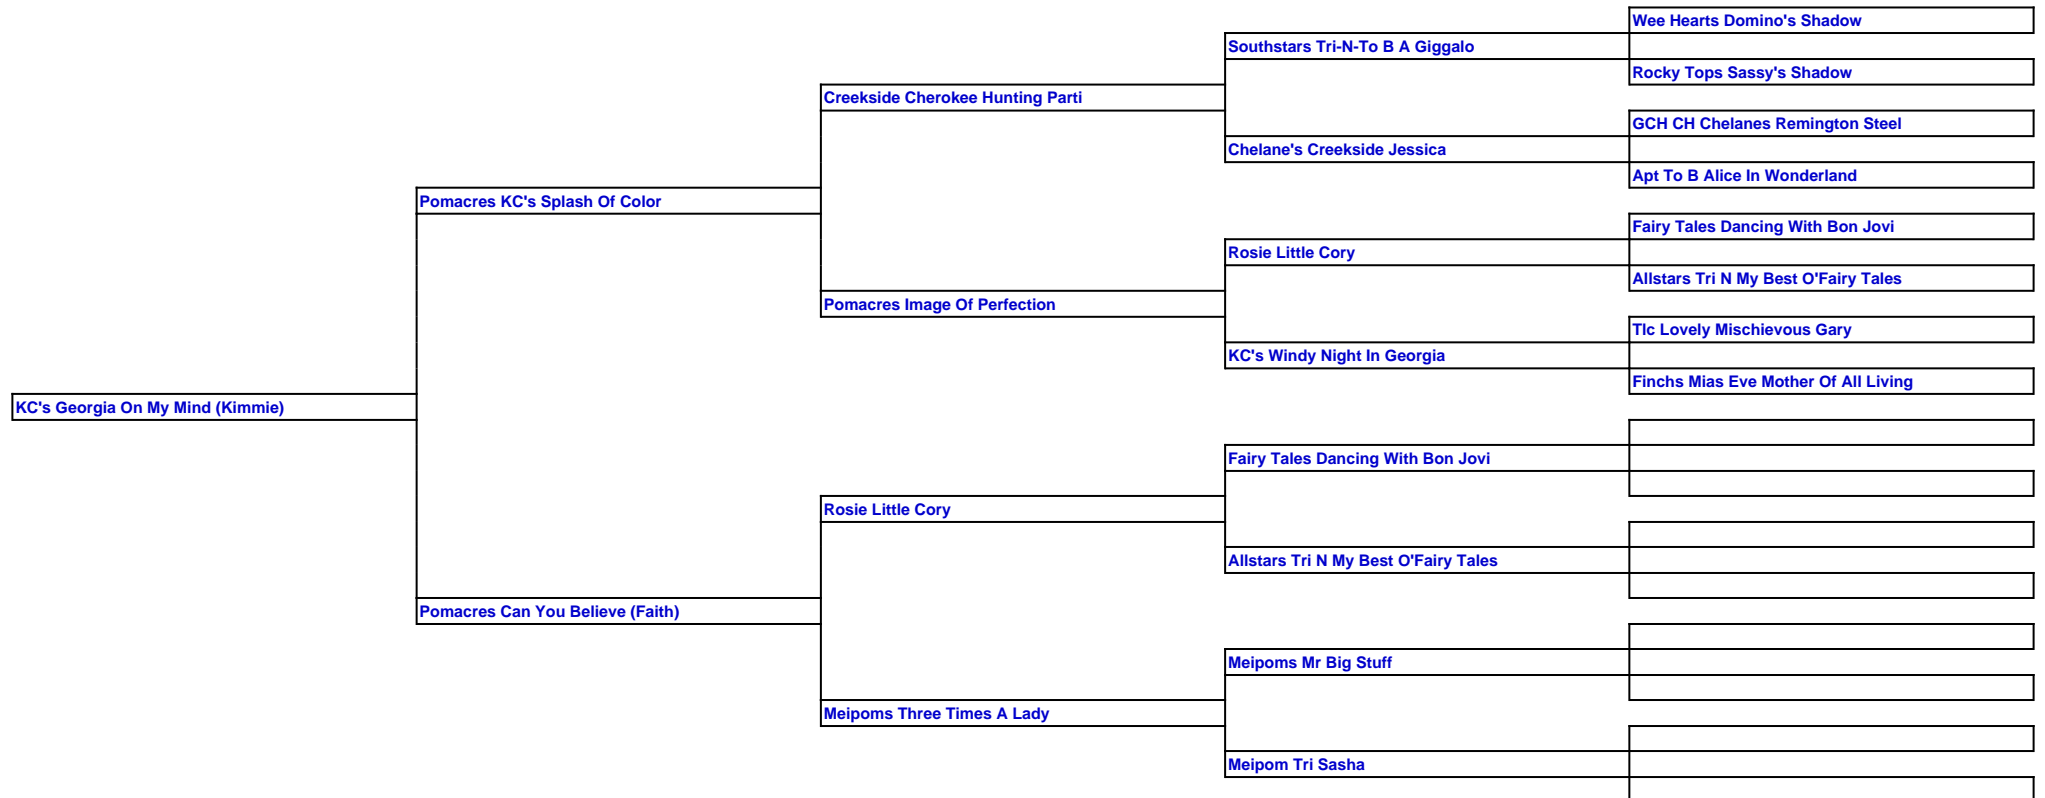 Wee Hearts Domino's Shadow
Southstars Tri-N-To B A Giggalo
Rocky Tops Sassy's Shadow
Creekside Cherokee Hunting Parti
GCH CH Chelanes Remington Steel
Chelane's Creekside Jessica
Apt To B Alice In Wonderland
Pomacres KC's Splash Of Color
Fairy Tales Dancing With Bon Jovi
Rosie Little Cory
Allstars Tri N My Best O'Fairy Tales
Pomacres Image Of Perfection
Tlc Lovely Mischievous Gary
KC's Windy Night In Georgia
Finchs Mias Eve Mother Of All Living
KC's Georgia On My Mind (Kimmie)
Fairy Tales Dancing With Bon Jovi
Rosie Little Cory
Allstars Tri N My Best O'Fairy Tales
Pomacres Can You Believe (Faith)
Meipoms Mr Big Stuff
Meipoms Three Times A Lady
Meipom Tri Sasha